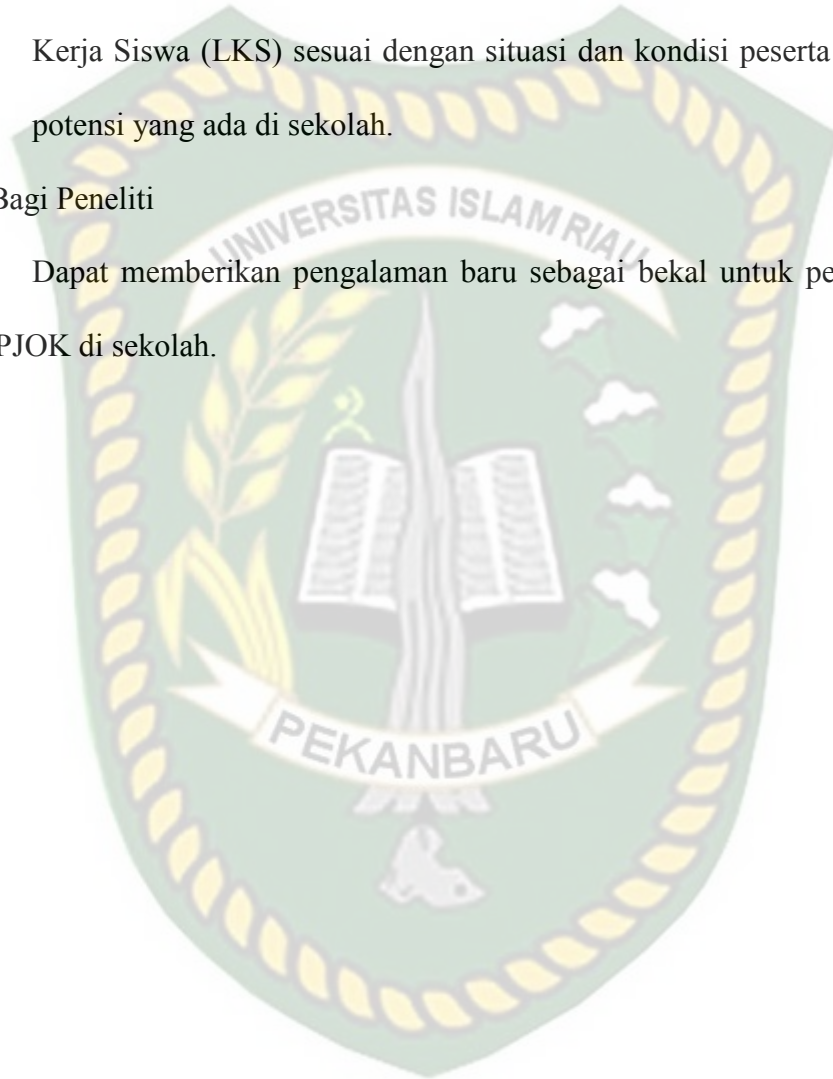 Kerja Siswa (LKS) sesuai dengan situasi dan kondisi peserta
potensi yang ada di sekolah.
Bagi Peneliti
UNIVERSITAS ISLAM RIAU
Dapat memberikan pengalaman baru sebagai bekal untuk pe
PJOK di sekolah.
PEKANBARU